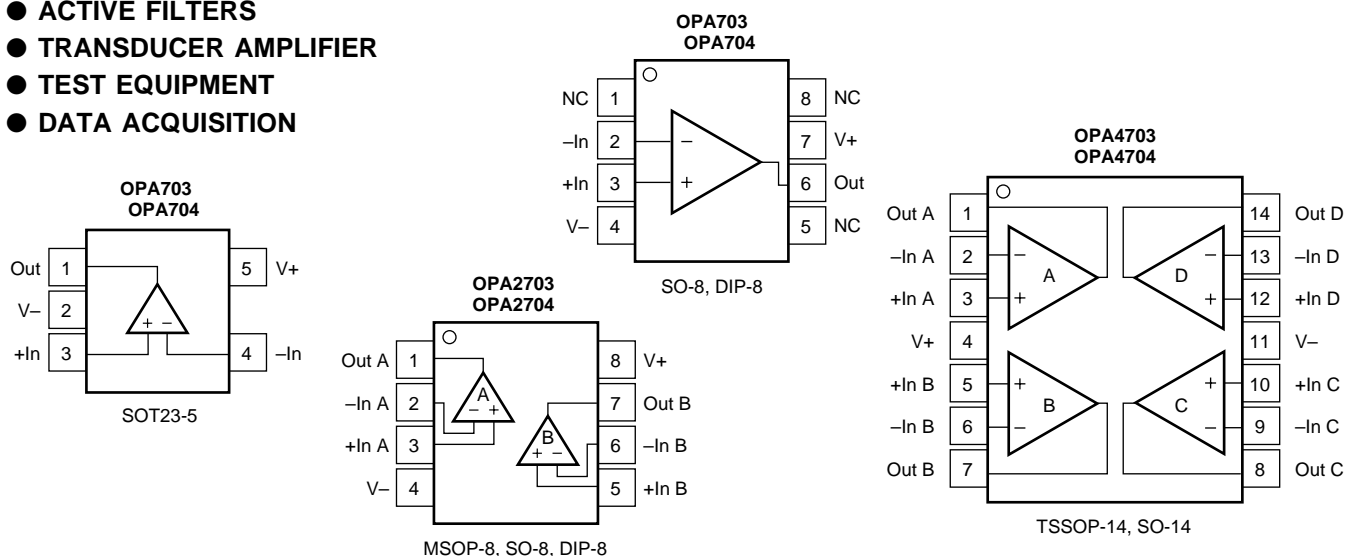 ● ACTIVE FILTERS
● TRANSDUCER AMPLIFIER
● TEST EQUIPMENT
● DATA ACQUISITION
OPA703
OPA704
Out 1
V– 2
+In 3
5 V+
4 –In
+ –
SOT23-5
OPA2703
OPA2704
Out A 1
–In A 2
+In A 3
V– 4
8 V+
7 Out B
6 –In B
5 +In B
A
– +
B
+ –
MSOP-8, SO-8, DIP-8
OPA703
OPA704
NC 1
–In 2
+In 3
V– 4
8 NC
7 V+
6 Out
5 NC
–
+
SO-8, DIP-8
OPA4703
OPA4704
Out A 1
–In A 2
+In A 3
V+ 4
+In B 5
–In B 6
Out B 7
14 Out D
13 –In D
12 +In D
11 V–
10 +In C
9 –In C
8 Out C
–
A
+
–
D
+
+
B
–
+
C
–
TSSOP-14, SO-14